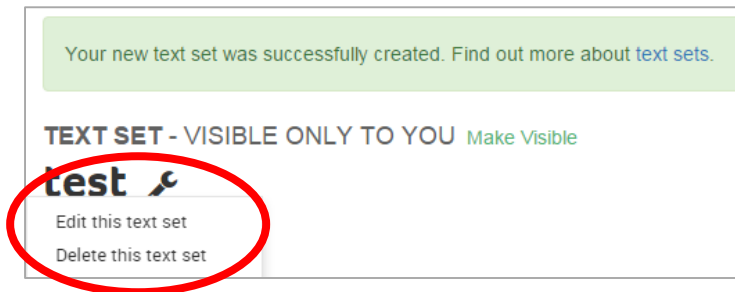 Your new text set was successfully created. Find out more about text sets.
TEXT SET - VISIBLE ONLY TO YOU Make Visible
test
Edit this text set
Delete this text set